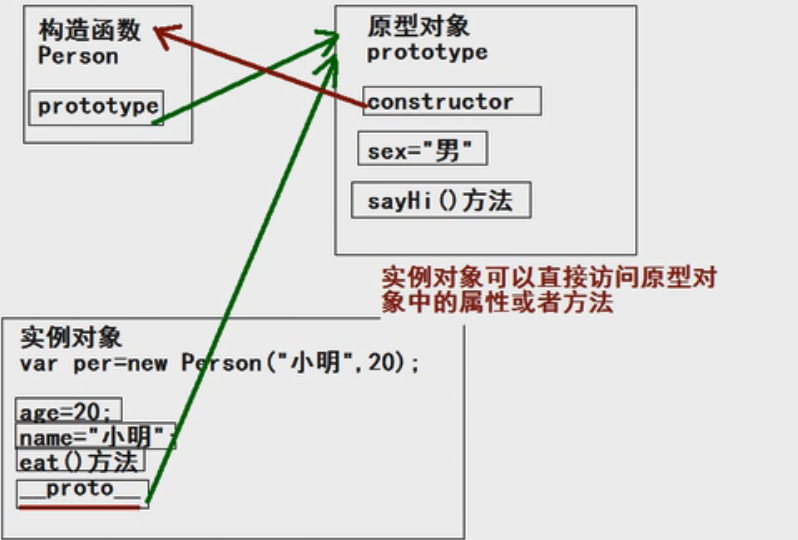 构造函数
Person
prototype
原型对象
prototype
constructor
sex="男"
sayHi()方法
实例对象可以直接访问原型对
象中的属性或者方法
实例对象
var per=new Person("小明",20);
age=20;
name="小明";
eat()方法
__proto__